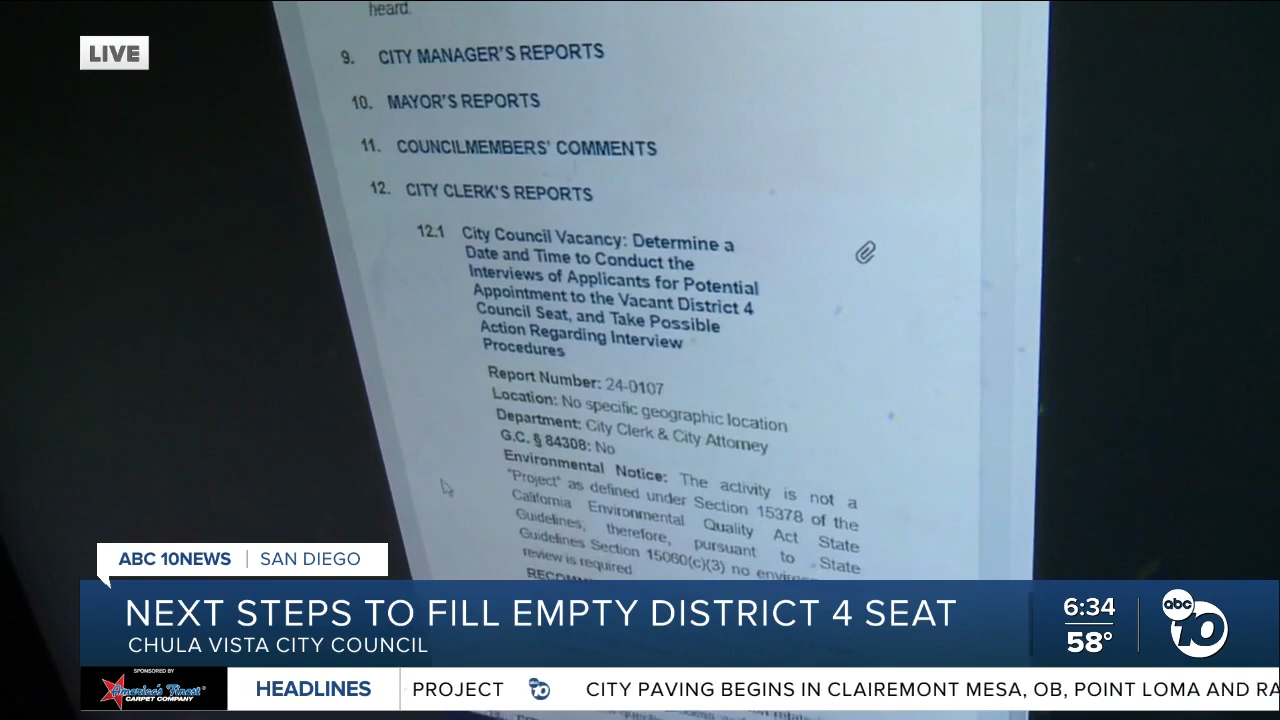 LIVE
heard.
9. CITY MANAGER'S REPORTS
10. MAYOR'S REPORTS
11. COUNCILMEMBERS' COMMENTS
12. CITY CLERK'S REPORTS
12.1 City Council Vacancy: Determine a
Date and Time to Conduct the
Interviews of Applicants for Potential
Appointment to the Vacant District 4
Council Seat, and Take Possible
Action Regarding Interview
Procedures
Report Number: 24-0107
Location: No specific geographic location
Department: City Clerk & City Attorney
G.C. § 84308: No
Environmental Notice: The activity is not a
"Project" as defined under Section 15378 of the
California Environmental Quality Act State
Guidelines; therefore, pursuant to State
Guidelines Section 15060(c)(3) no
review is required
ABC 10NEWS | SAN DIEGO
NEXT STEPS TO FILL EMPTY DISTRICT 4 SEAT
CHULA VISTA CITY COUNCIL
6:34
58°
abc 10
SPONSORED BY
America's Finest
CARPET COMPANY
HEADLINES
PROJECT 10 CITY PAVING BEGINS IN CLAIREMONT MESA, OB, POINT LOMA AND RA